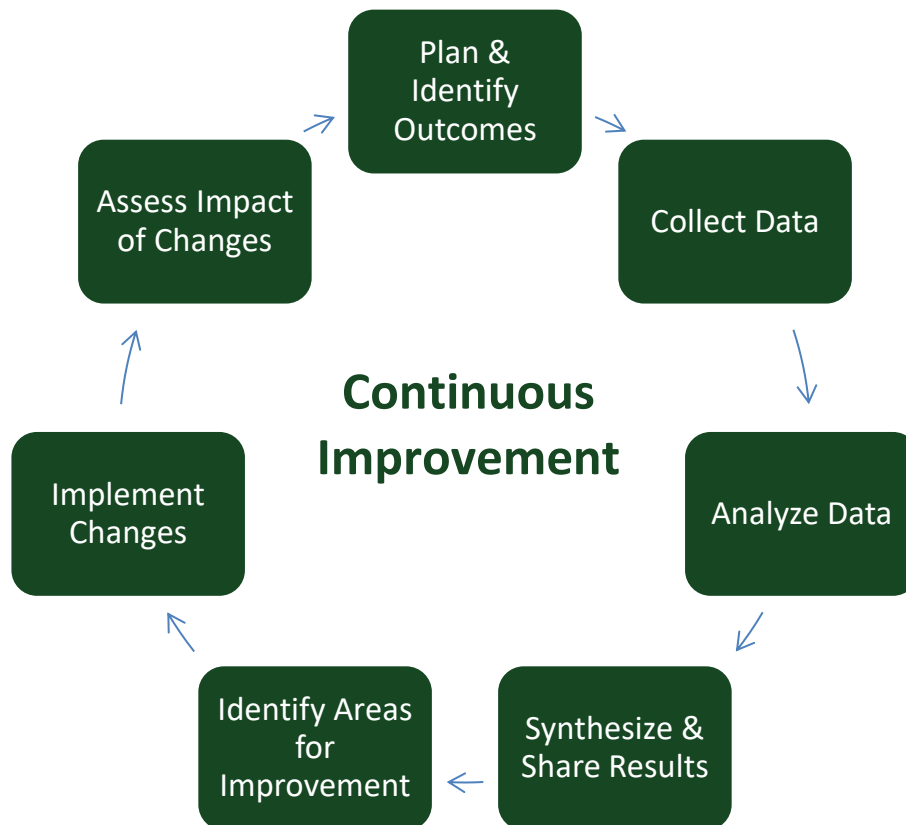 Plan &
Identify
Outcomes
Collect Data
Analyze Data
Synthesize &
Share Results
Identify Areas
for
Improvement
Implement
Changes
Assess Impact
of Changes
Continuous
Improvement